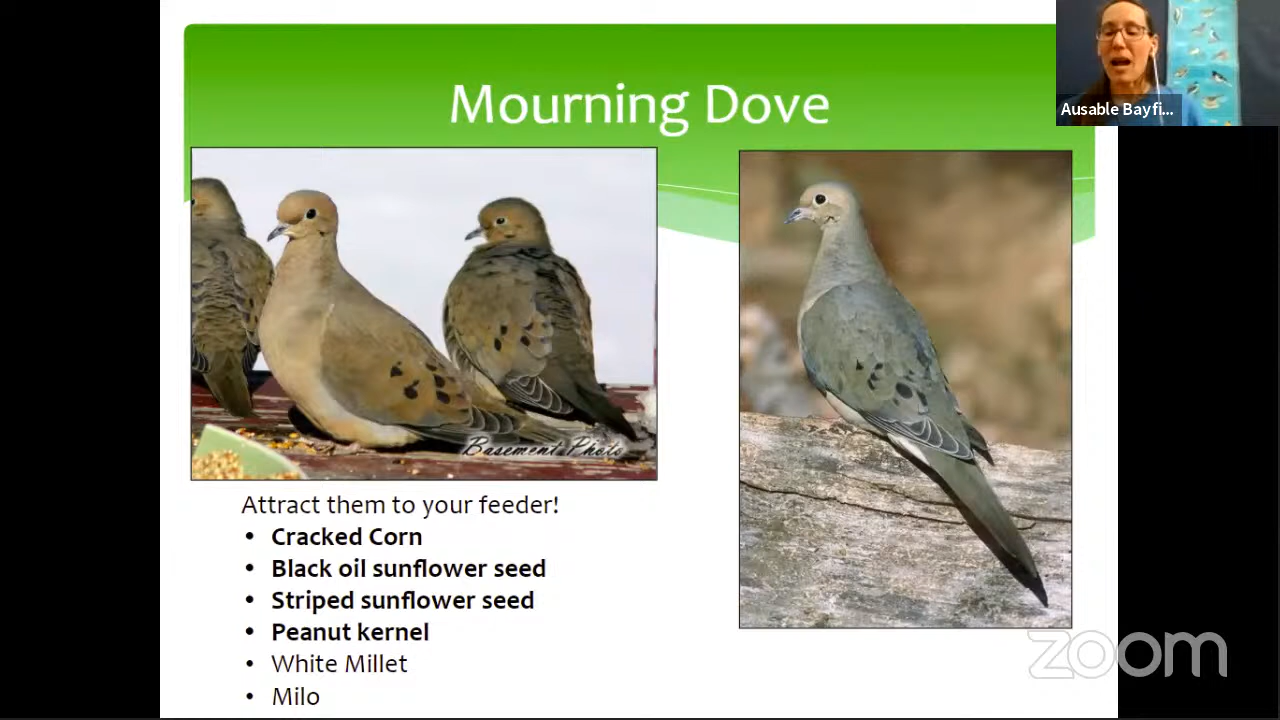 Mourning Dove
Ausable Bayfi...
Basement Photo
Attract them to your feeder!
• Cracked Corn
• Black oil sunflower seed
• Striped sunflower seed
• Peanut kernel
• White Millet
• Milo
zoom